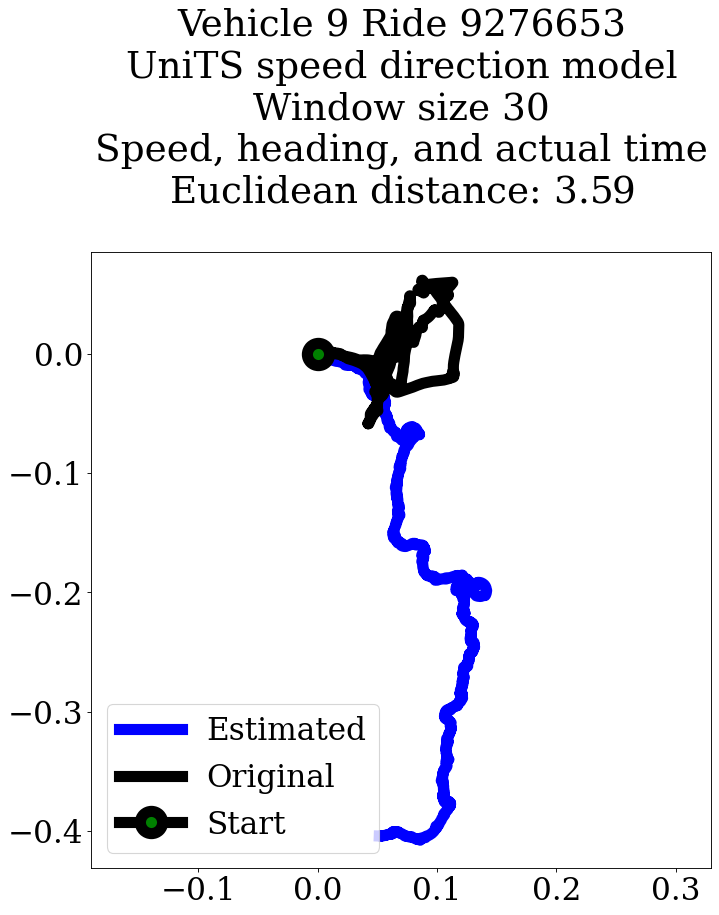 Vehicle 9 Ride 9276653
UniTS speed direction model
Window size 30
Speed, heading, and actual time
Euclidean distance: 3.59
0.0
−0.1
−0.2
−0.3
−0.4
Estimated
Original
Start
−0.1 0.0 0.1 0.2 0.3